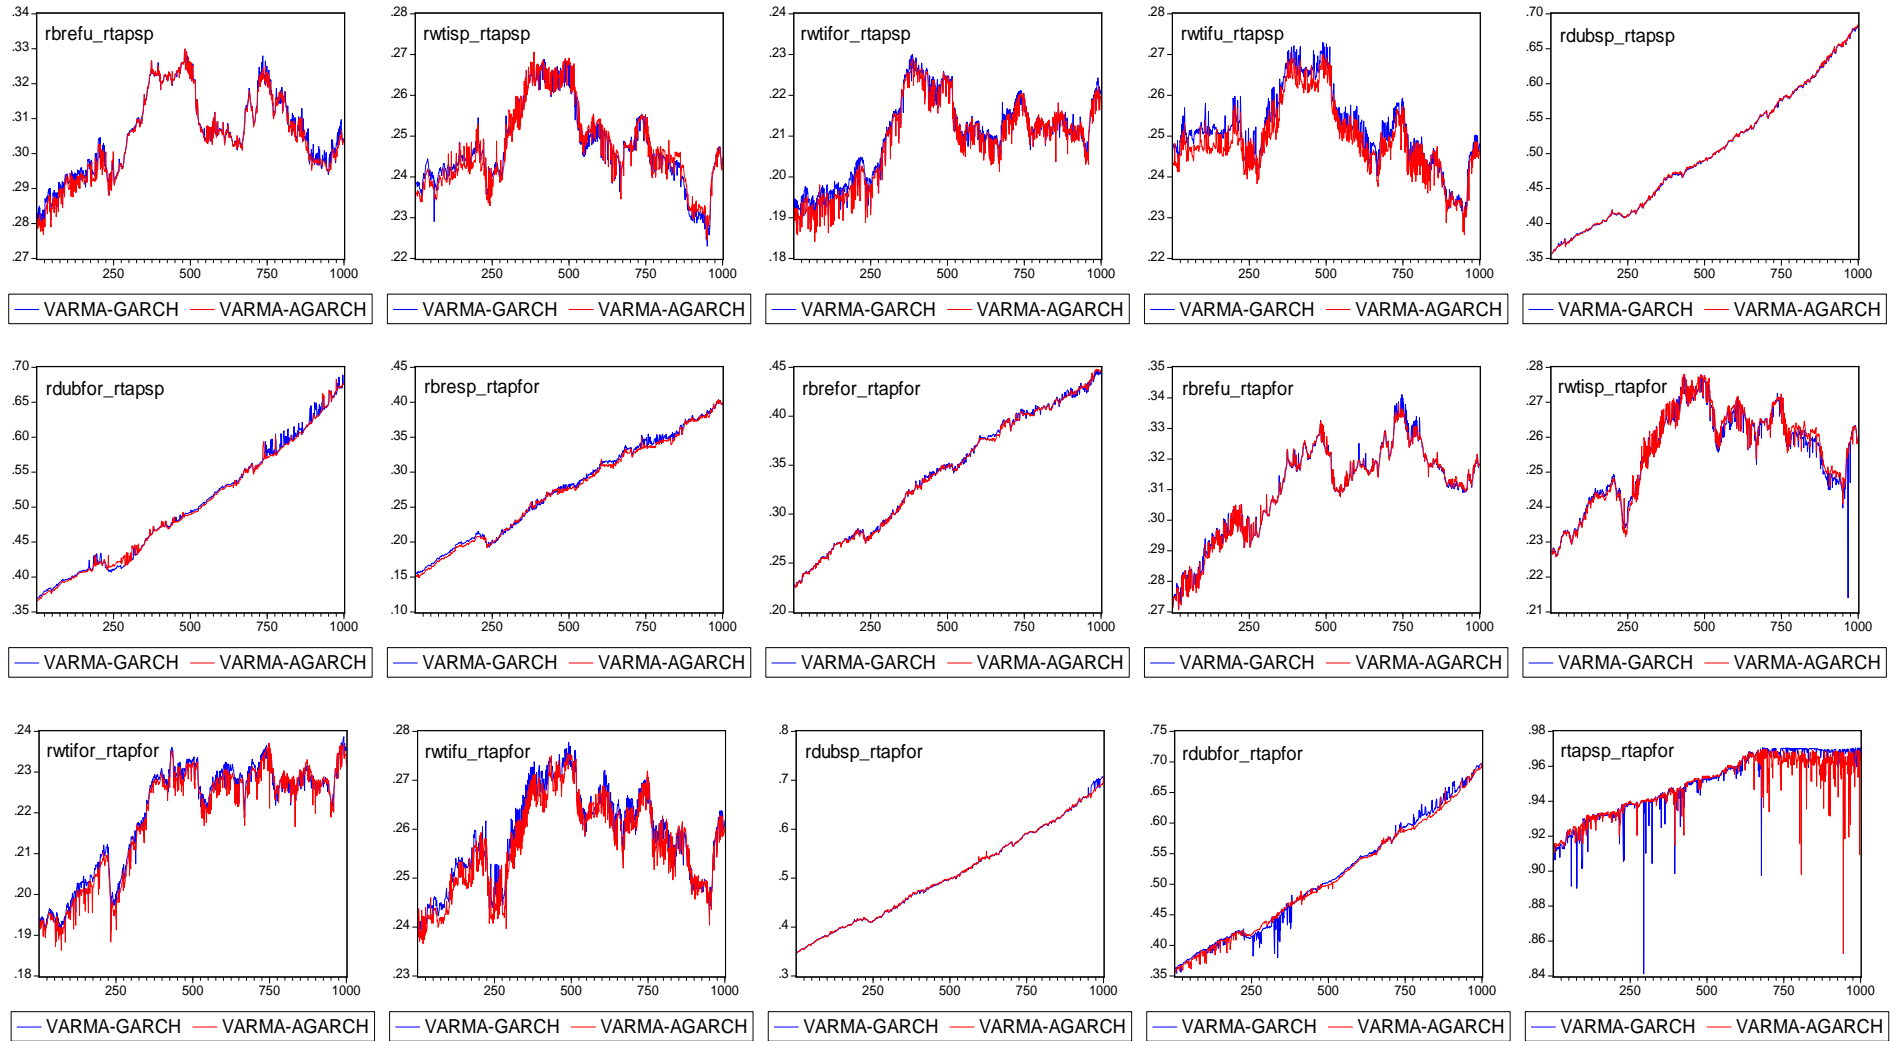 rbrefu_rtapsp
.34
.33
.32
.31
.30
.29
.28
.27
250 500 750 1000
VARMA-GARCH VARMA-AGARCH
rwtisp_rtapsp
.28
.27
.26
.25
.24
.23
.22
250 500 750 1000
VARMA-GARCH VARMA-AGARCH
rwtifor_rtapsp
.24
.23
.22
.21
.20
.19
.18
250 500 750 1000
VARMA-GARCH VARMA-AGARCH
rwtifu_rtapsp
.28
.27
.26
.25
.24
.23
.22
250 500 750 1000
VARMA-GARCH VARMA-AGARCH
rdubsp_rtapsp
.70
.65
.60
.55
.50
.45
.40
.35
250 500 750 1000
VARMA-GARCH VARMA-AGARCH
rdubfor_rtapsp
.70
.65
.60
.55
.50
.45
.40
.35
250 500 750 1000
VARMA-GARCH VARMA-AGARCH
rbresp_rtapfor
.45
.40
.35
.30
.25
.20
.15
.10
250 500 750 1000
VARMA-GARCH VARMA-AGARCH
rbrefor_rtapfor
.45
.40
.35
.30
.25
.20
250 500 750 1000
VARMA-GARCH VARMA-AGARCH
rbrefu_rtapfor
.35
.34
.33
.32
.31
.30
.29
.28
.27
250 500 750 1000
VARMA-GARCH VARMA-AGARCH
rwtisp_rtapfor
.28
.27
.26
.25
.24
.23
.22
.21
250 500 750 1000
VARMA-GARCH VARMA-AGARCH
rwtifor_rtapfor
.24
.23
.22
.21
.20
.19
.18
250 500 750 1000
VARMA-GARCH VARMA-AGARCH
rwtifu_rtapfor
.28
.27
.26
.25
.24
.23
250 500 750 1000
VARMA-GARCH VARMA-AGARCH
rdubsp_rtapfor
.8
.7
.6
.5
.4
.3
250 500 750 1000
VARMA-GARCH VARMA-AGARCH
rdubfor_rtapfor
.75
.70
.65
.60
.55
.50
.45
.40
.35
250 500 750 1000
VARMA-GARCH VARMA-AGARCH
rtapsp_rtapfor
.98
.96
.94
.92
.90
.88
.86
.84
250 500 750 1000
VARMA-GARCH VARMA-AGARCH